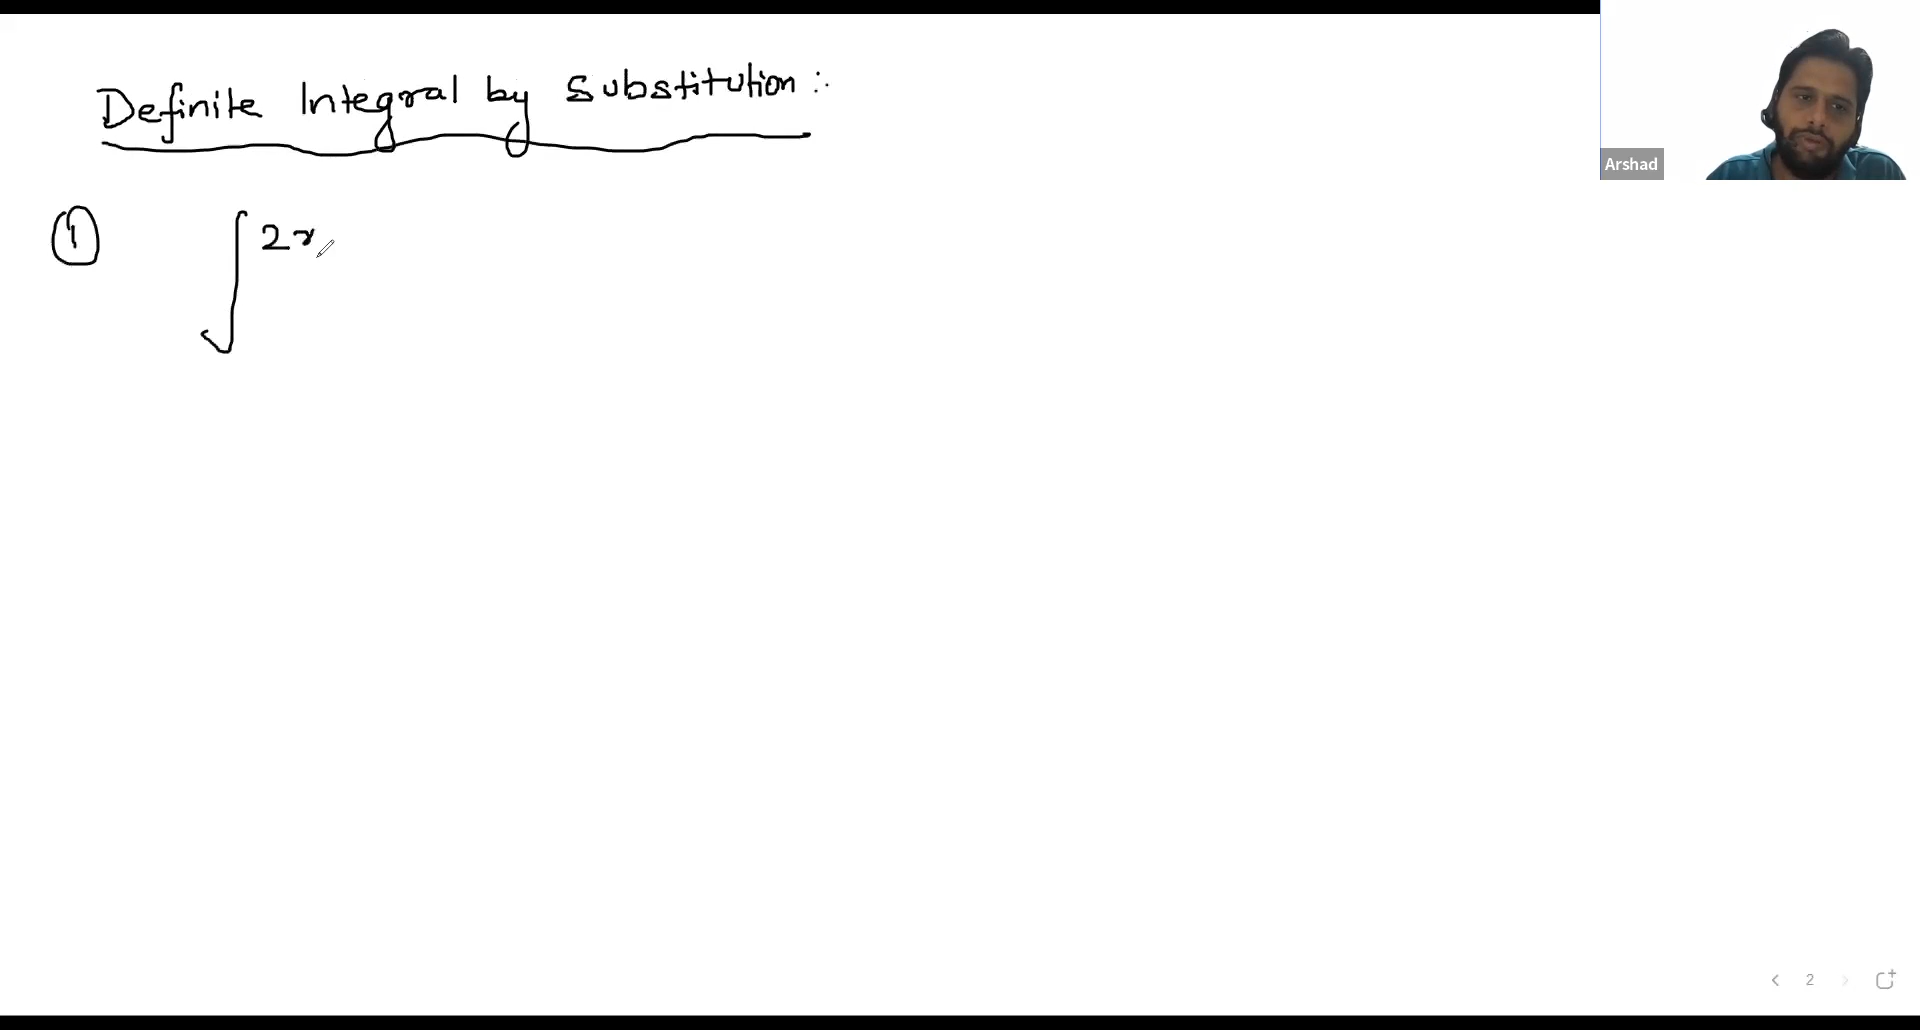 Definite Integral by Substitution :
Arshad
① ∫ 2x
2